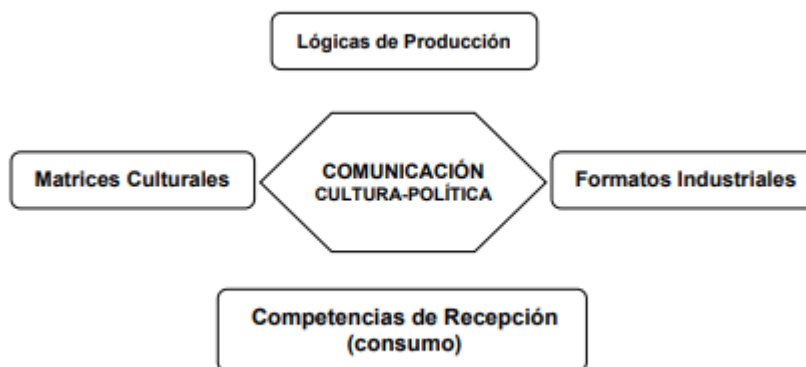 Lógicas de Producción
Matrices Culturales
COMUNICACIÓN
CULTURA-POLÍTICA
Formatos Industriales
Competencias de Recepción
(consumo)